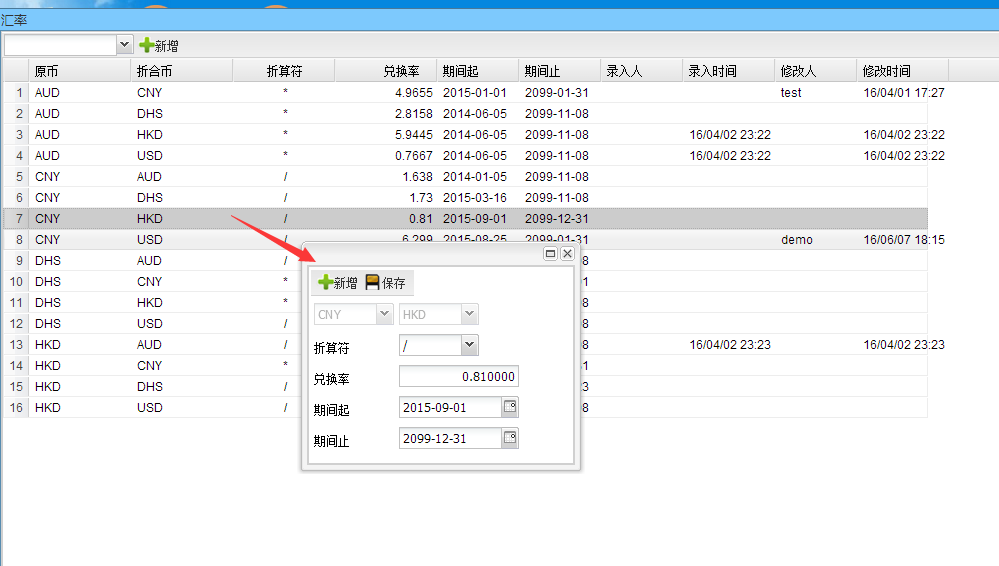 汇率
新增
原币 折合币 折算符 兑换率 期间起 期间止 录入人 录入时间 修改人 修改时间
1 AUD CNY * 4.9655 2015-01-01 2099-01-31 test 16/04/01 17:27
2 AUD DHS * 2.8158 2014-06-05 2099-11-08
3 AUD HKD * 5.9445 2014-06-05 2099-11-08 16/04/02 23:22 16/04/02 23:22
4 AUD USD * 0.7667 2014-06-05 2099-11-08 16/04/02 23:22 16/04/02 23:22
5 CNY AUD / 1.638 2014-01-05 2099-11-08
6 CNY DHS / 1.73 2015-03-16 2099-11-08
7 CNY HKD / 0.81 2015-09-01 2099-12-31
8 CNY USD / 6.299 2015-08-25 2099-01-31 demo 16/06/07 18:15
9 DHS AUD / 8
10 DHS CNY * 1
11 DHS HKD * 8
12 DHS USD / 8
13 HKD AUD / 8 16/04/02 23:23 16/04/02 23:23
14 HKD CNY * 1
15 HKD DHS / 3
16 HKD USD / 8
新增 保存
CNY HKD
折算符 /
兑换率 0.810000
期间起 2015-09-01
期间止 2099-12-31